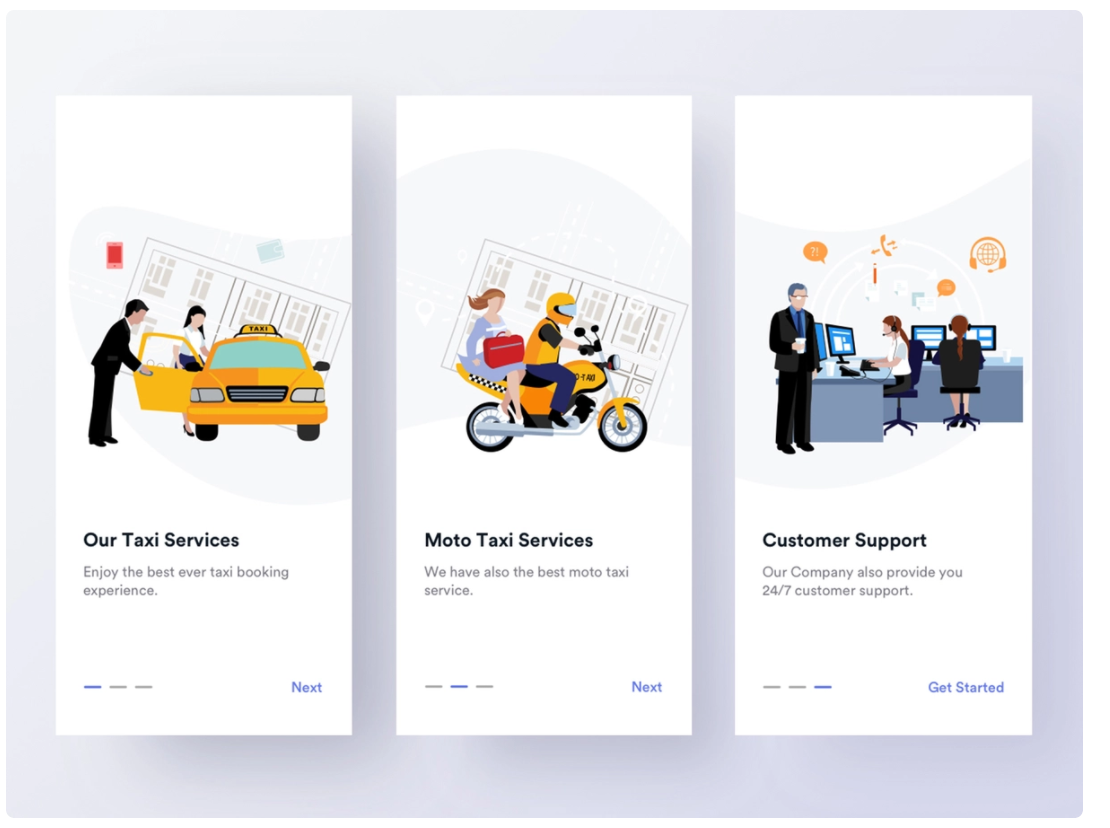 TAXI
Our Taxi Services
Enjoy the best ever taxi booking
experience.
Next
?!
Moto Taxi Services
We have also the best moto taxi
service.
Next
Customer Support
Our Company also provide you
24/7 customer support.
Get Started